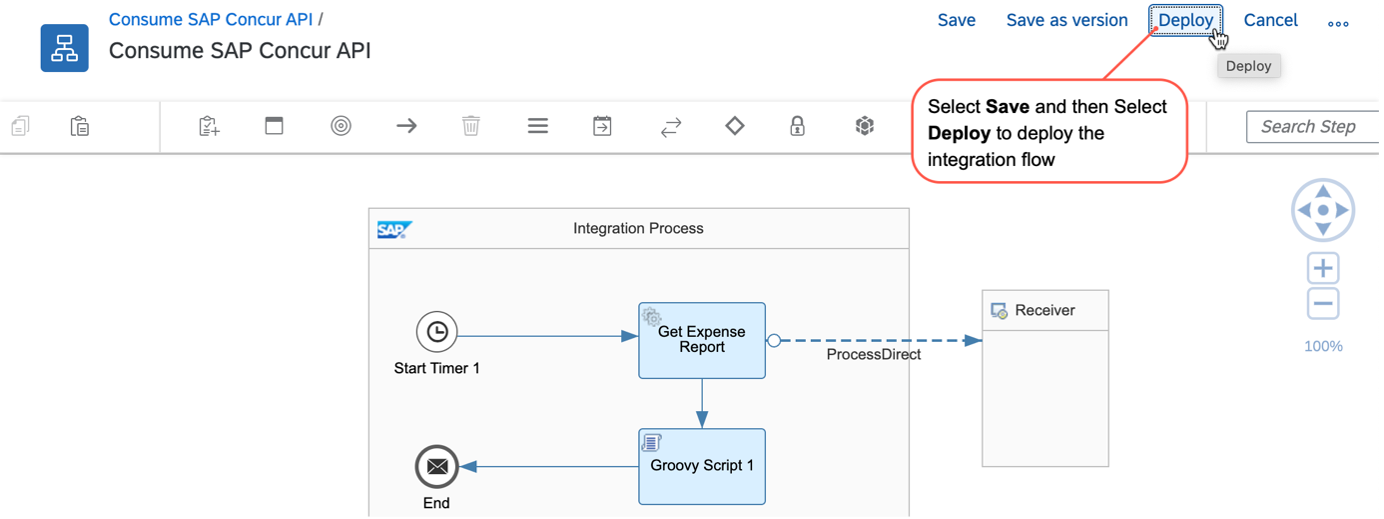 Consume SAP Concur API /
Consume SAP Concur API
Save Save as version Deploy Cancel
Deploy
Select Save and then Select
Deploy to deploy the
integration flow
Search Step
SAP Integration Process
Start Timer 1
Get Expense
Report
ProcessDirect
Receiver
100%
Groovy Script 1
End